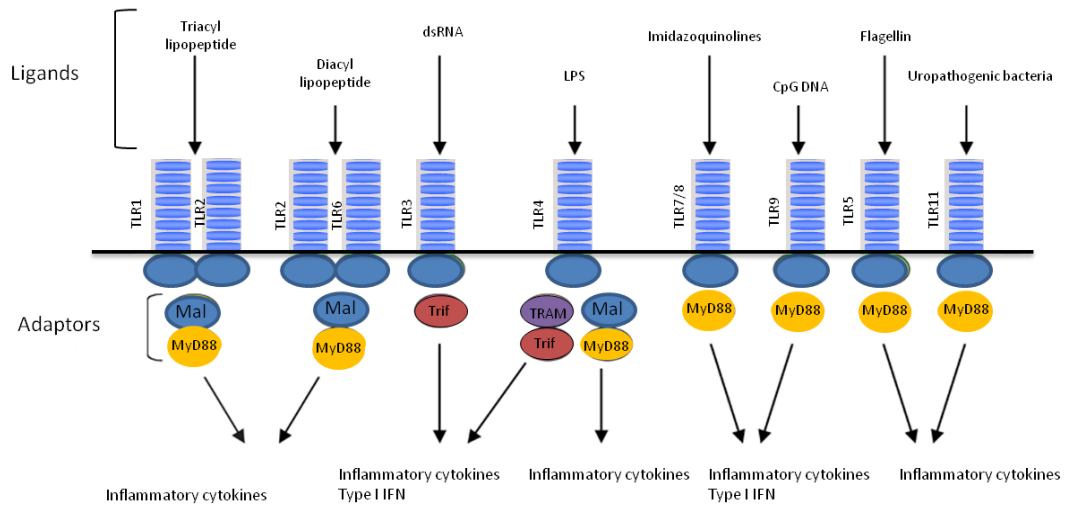 Ligands
Triacyl
lipopeptide
Diacyl
lipopeptide
dsRNA
LPS
Imidazoquinolines
CpG DNA
Flagellin
Uropathogenic bacteria
TLR1
TLR2
TLR2
TLR6
TLR3
TLR4
TLR7/8
TLR9
TLR5
TLR11
Adaptors
Mal
MyD88
Mal
MyD88
Trif
TRAM
Trif
Mal
MyD88
MyD88
MyD88
MyD88
MyD88
Inflammatory cytokines
Inflammatory cytokines
Type I IFN
Inflammatory cytokines
Inflammatory cytokines
Type I IFN
Inflammatory cytokines